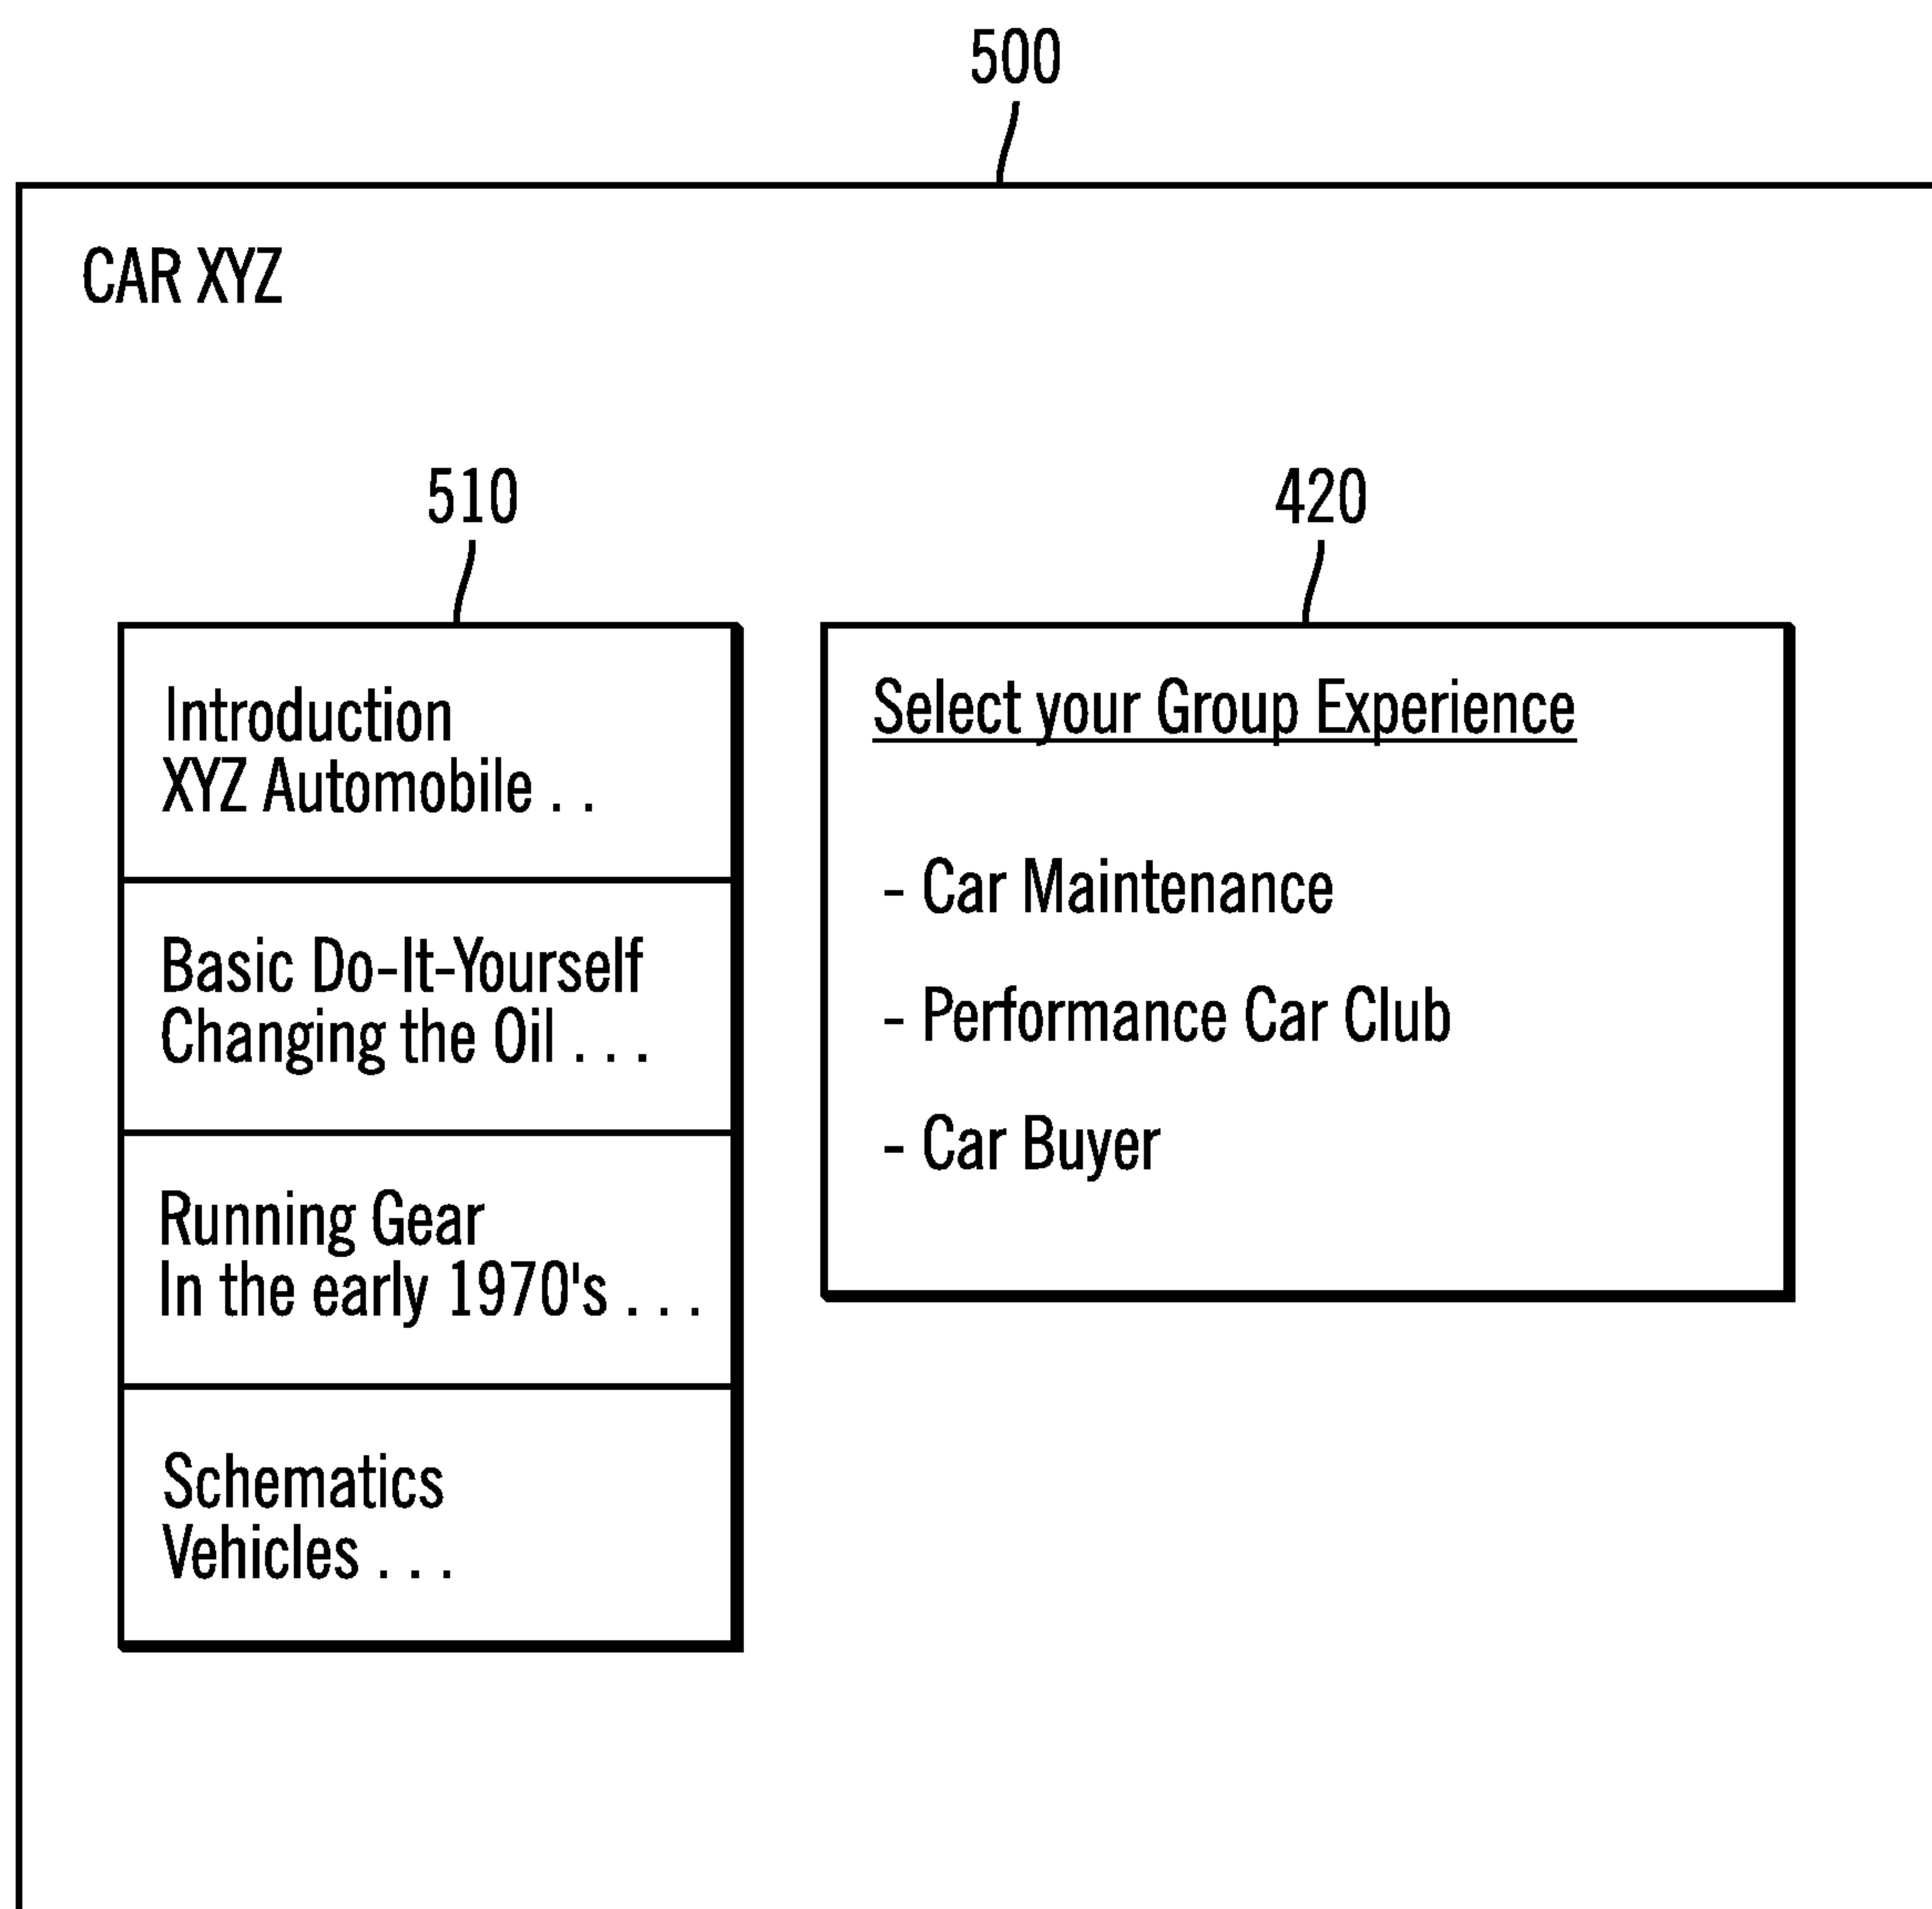 500
CAR XYZ
510
Introduction
XYZ Automobile . .
Basic Do-It-Yourself
Changing the Oil . . .
Running Gear
In the early 1970's . . .
Schematics
Vehicles . . .
420
Select your Group Experience
- Car Maintenance
- Performance Car Club
- Car Buyer